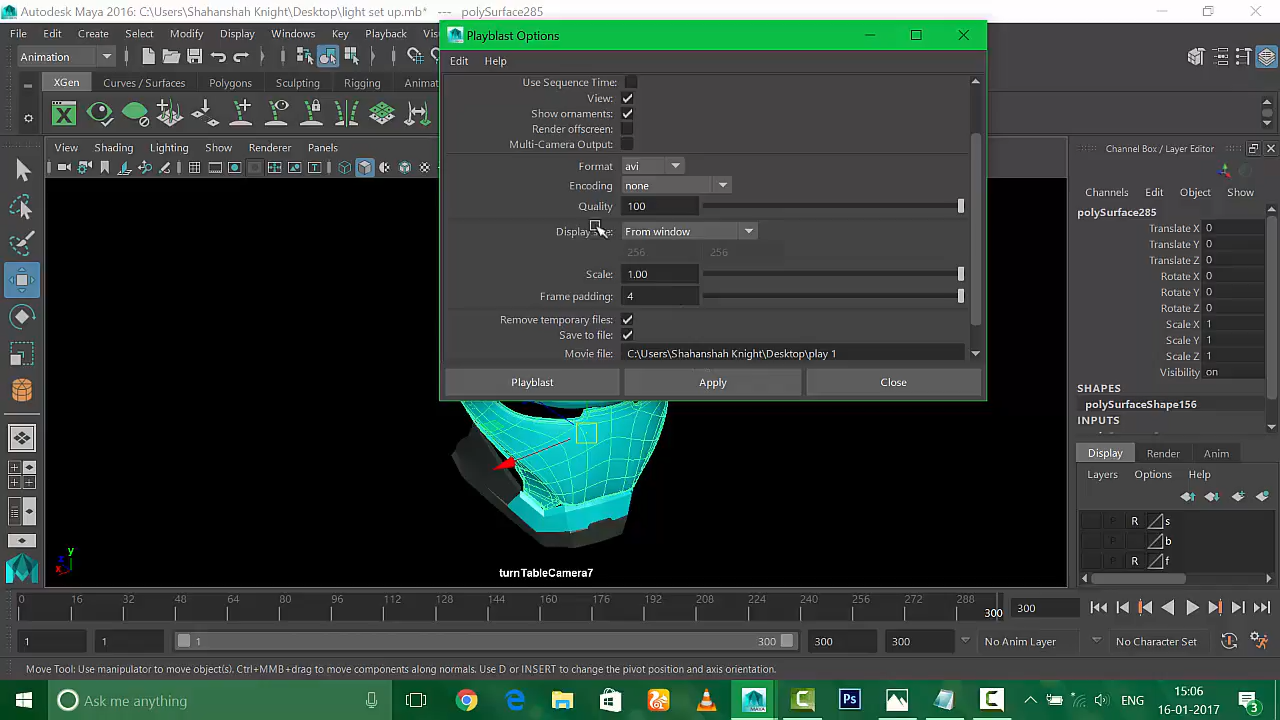 Autodesk Maya 2016: C:\Users\Shahanshah Knight\Desktop\light set up.mb* --- polySurface285
File Edit Create Select Modify Display Windows Key Playback
Playblast Options
Edit Help
Animation
XGen Curves / Surfaces Polygons Sculpting Rigging Animat
View Shading Lighting Show Renderer Panels
Use Sequence Time:
View:
Show ornaments:
Render offscreen:
Multi-Camera Output:
Format avi
Encoding none
Quality 100
Display size: From window
256 256
Scale: 1.00
Frame padding: 4
Remove temporary files:
Save to file:
Movie file: C:\Users\Shahanshah Knight\Desktop\play 1
Playblast Apply Close
Channel Box / Layer Editor
Channels Edit Object Show
polySurface285
Translate X 0
Translate Y 0
Translate Z 0
Rotate X 0
Rotate Y 0
Rotate Z 0
Scale X 1
Scale Y 1
Scale Z 1
Visibility on
SHAPES
polySurfaceShape156
INPUTS
Display Render Anim
Layers Options Help
R s
b
R f
y
z
x
turnTableCamera7
0 16 32 48 64 80 96 112 128 144 160 176 192 208 224 240 256 272 288 300
300
1 1 1 300 300 300 No Anim Layer No Character Set
Move Tool: Use manipulator to move object(s). Ctrl+MMB+drag to move components along normals. Use D or INSERT to change the pivot position and axis orientation.
Ask me anything
Ps
ENG
15:06
16-01-2017
3